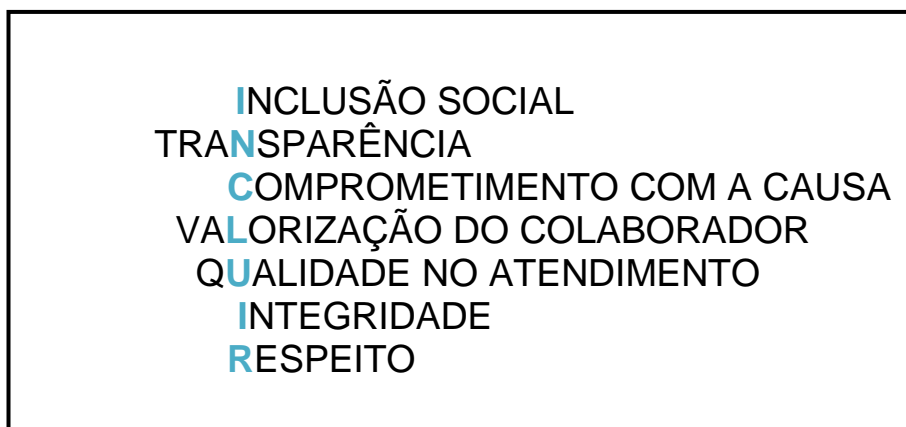 INCLUSÃO SOCIAL
TRANSPARÊNCIA
COMPROMETIMENTO COM A CAUSA
VALORIZAÇÃO DO COLABORADOR
QUALIDADE NO ATENDIMENTO
INTEGRIDADE
RESPEITO